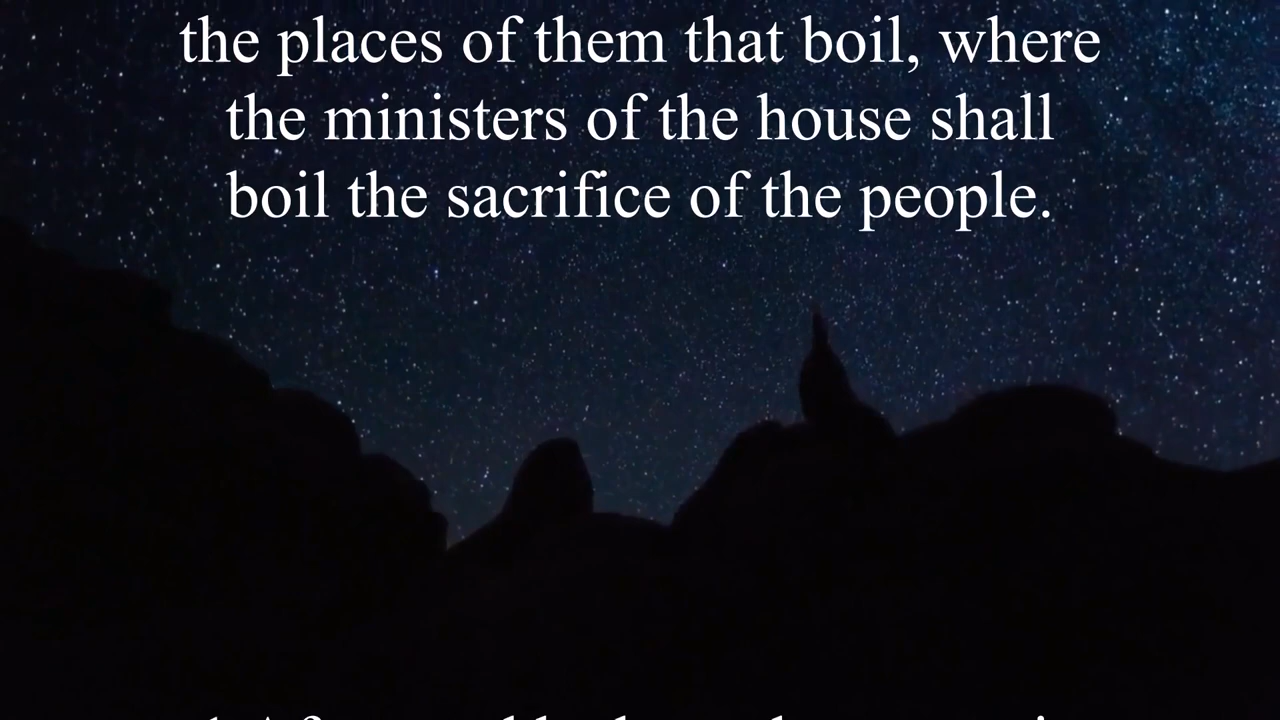 the places of them that boil, where
the ministers of the house shall
boil the sacrifice of the people.